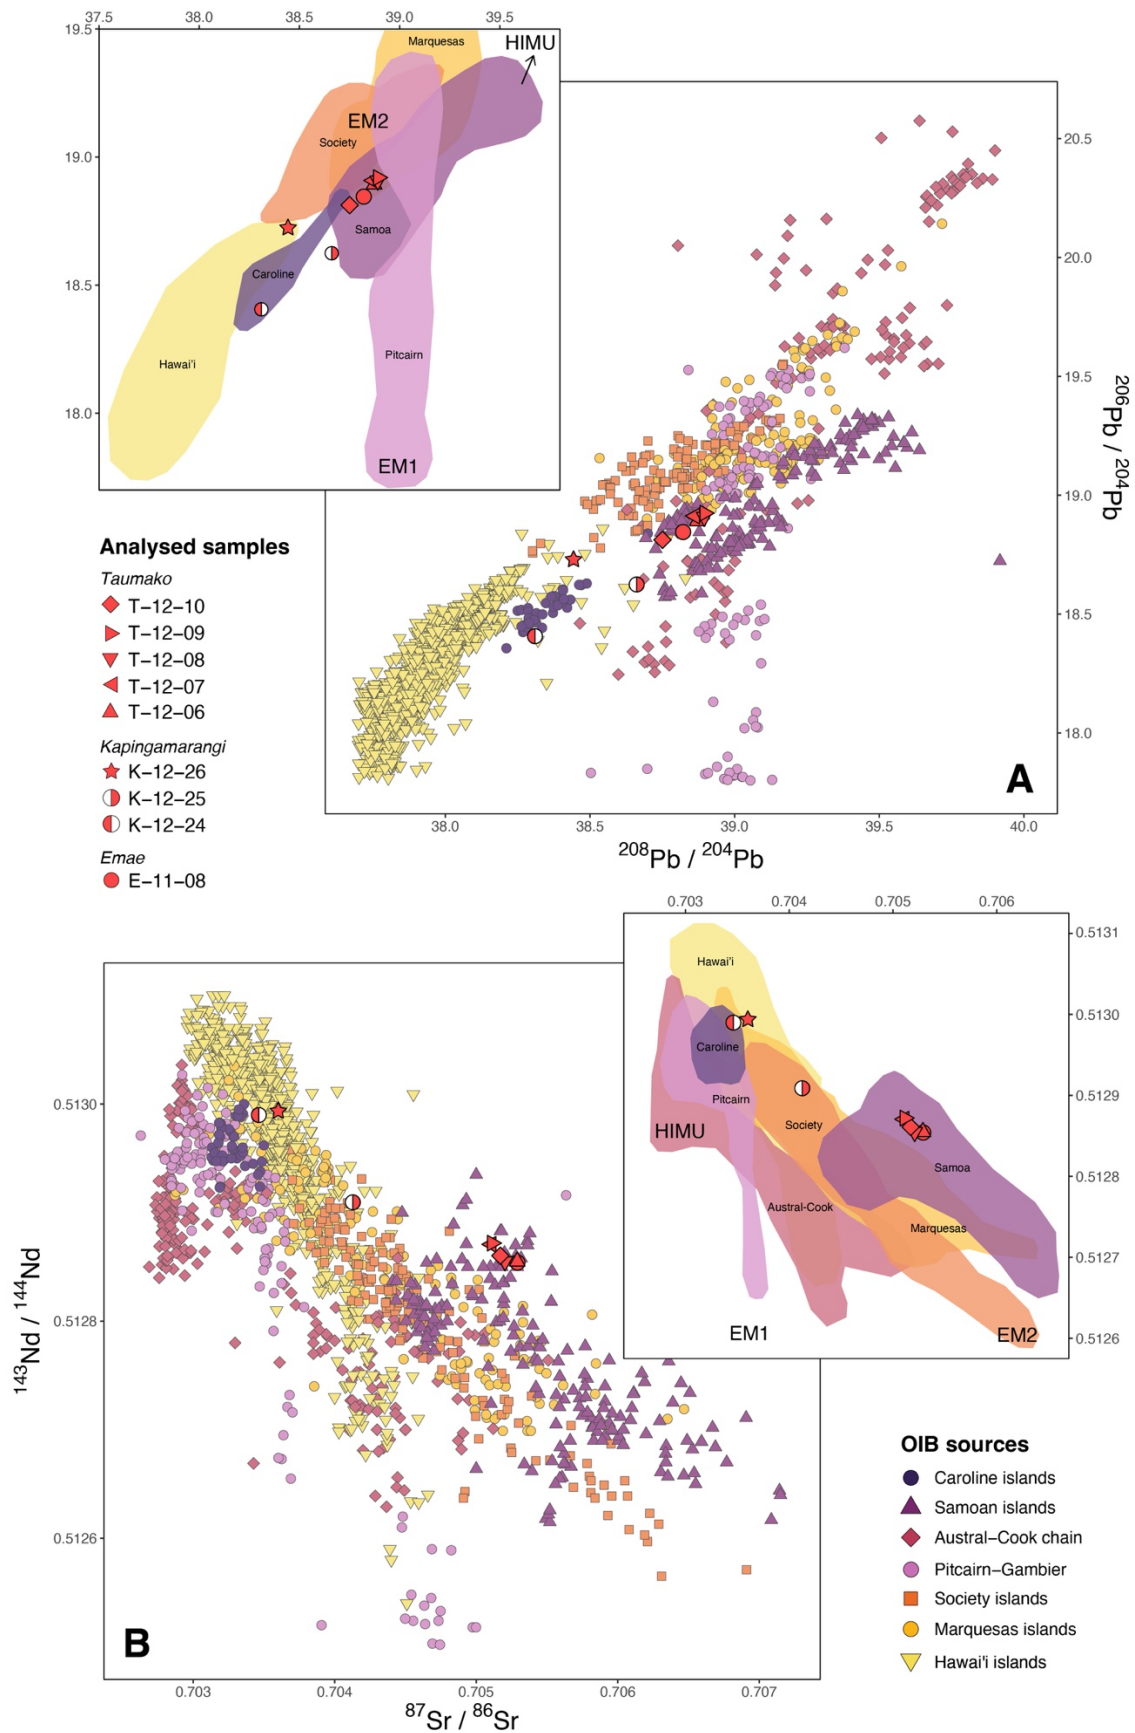 37.5 38.0 38.5 39.0 39.5
19.5
19.0
18.5
18.0
Marquesas
HIMU
EM2
Society
Samoa
Caroline
Hawai'i
Pitcairn
EM1
20.5
20.0
19.5
19.0
18.5
18.0
206Pb / 204Pb
A
38.0 38.5 39.0 39.5 40.0
208Pb / 204Pb
Analysed samples
Taumako
T−12−10
T−12−09
T−12−08
T−12−07
T−12−06
Kapingamarangi
K−12−26
K−12−25
K−12−24
Emae
E−11−08
0.703 0.704 0.705 0.706
0.5131
0.5130
0.5129
0.5128
0.5127
0.5126
Hawai'i
Caroline
Pitcairn
Society
HIMU
Samoa
Austral-Cook
Marquesas
EM1
EM2
0.5130
0.5128
0.5126
143Nd / 144Nd
B
0.703 0.704 0.705 0.706 0.707
87Sr / 86Sr
OIB sources
Caroline islands
Samoan islands
Austral−Cook chain
Pitcairn−Gambier
Society islands
Marquesas islands
Hawai'i islands